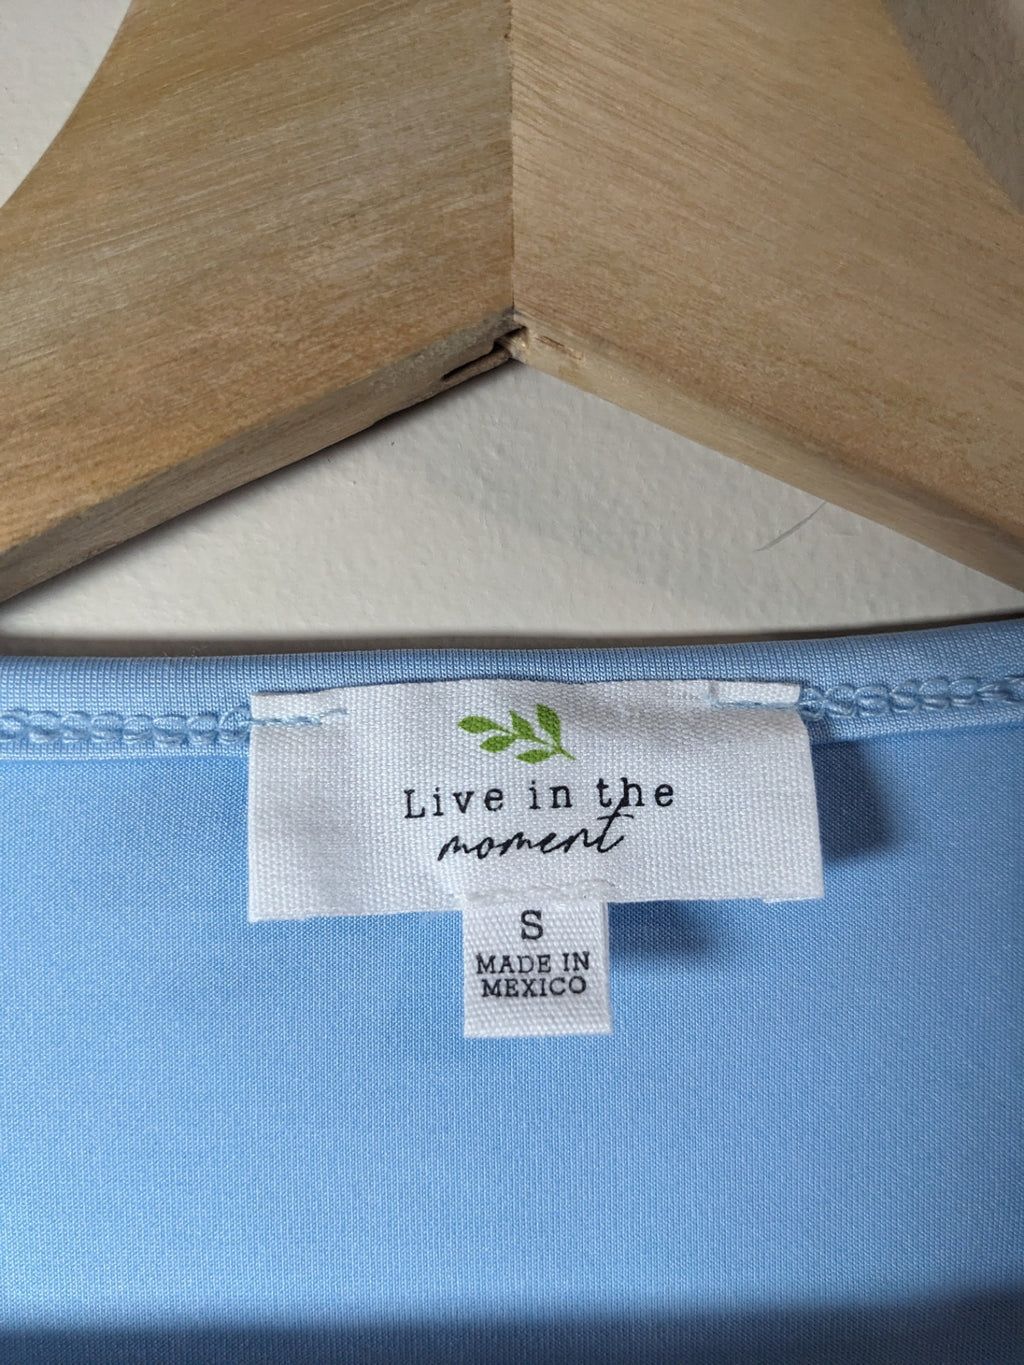 Live in the
moment
S
MADE IN
MEXICO